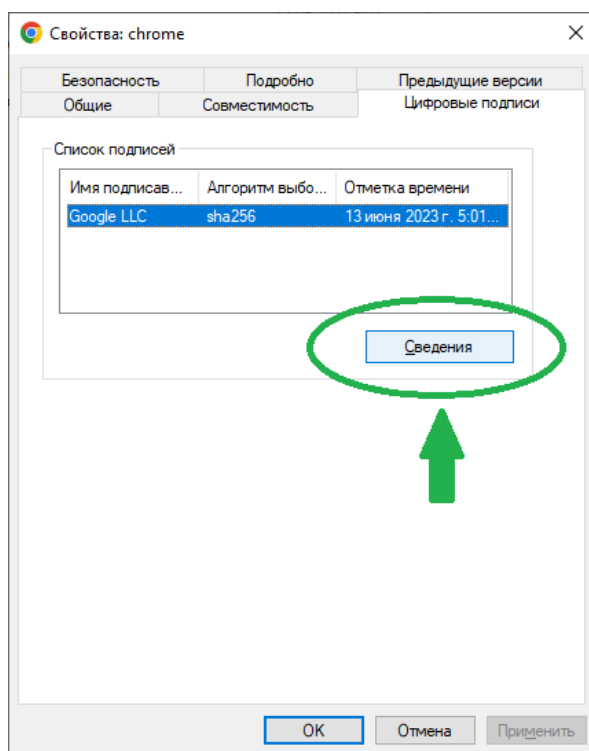 Свойства: chrome
Безопасность Подробно Предыдущие версии
Общие Совместимость Цифровые подписи
Список подписей
Имя подписав... Алгоритм выбо... Отметка времени
Google LLC sha256 13 июня 2023 г. 5:01...
Сведения
OK Отмена Применить